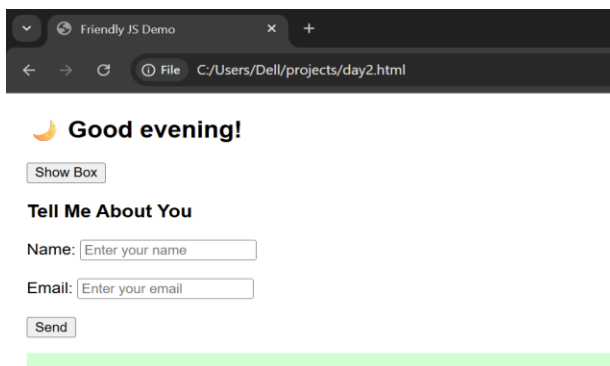 Friendly JS Demo
File C:/Users/Dell/projects/day2.html
🌙 Good evening!
Show Box
Tell Me About You
Name: Enter your name
Email: Enter your email
Send